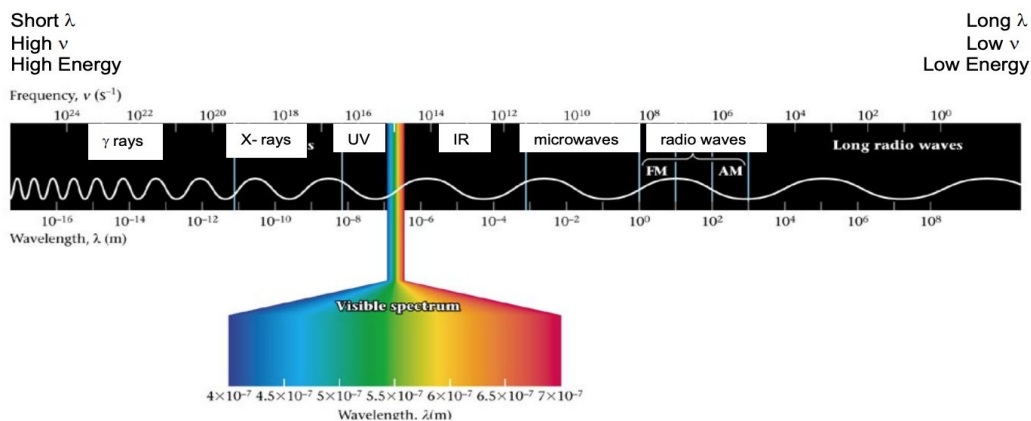 Short λ
High ν
High Energy
Long λ
Low ν
Low Energy
Frequency, ν (s⁻¹)
10²⁴ 10²² 10²⁰ 10¹⁸ 10¹⁶ 10¹⁴ 10¹² 10¹⁰ 10⁸ 10⁶ 10⁴ 10² 10⁰
γ rays X- rays s UV IR microwaves radio waves Long radio waves
FM AM
10⁻¹⁶ 10⁻¹⁴ 10⁻¹² 10⁻¹⁰ 10⁻⁸ 10⁻⁶ 10⁻⁴ 10⁻² 10⁰ 10² 10⁴ 10⁶ 10⁸
Wavelength, λ (m)
Visible spectrum
4×10⁻⁷ 4.5×10⁻⁷ 5×10⁻⁷ 5.5×10⁻⁷ 6×10⁻⁷ 6.5×10⁻⁷ 7×10⁻⁷
Wavelength, λ(m)